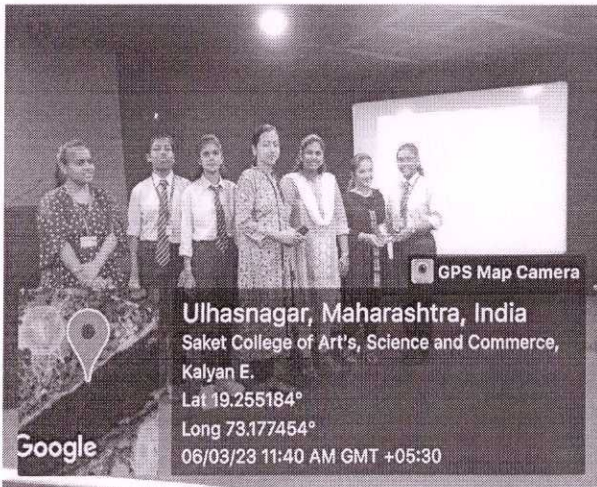 GPS Map Camera
Ulhasnagar, Maharashtra, India
Saket College of Art's, Science and Commerce,
Kalyan E.
Lat 19.255184°
Long 73.177454°
06/03/23 11:40 AM GMT +05:30
Google